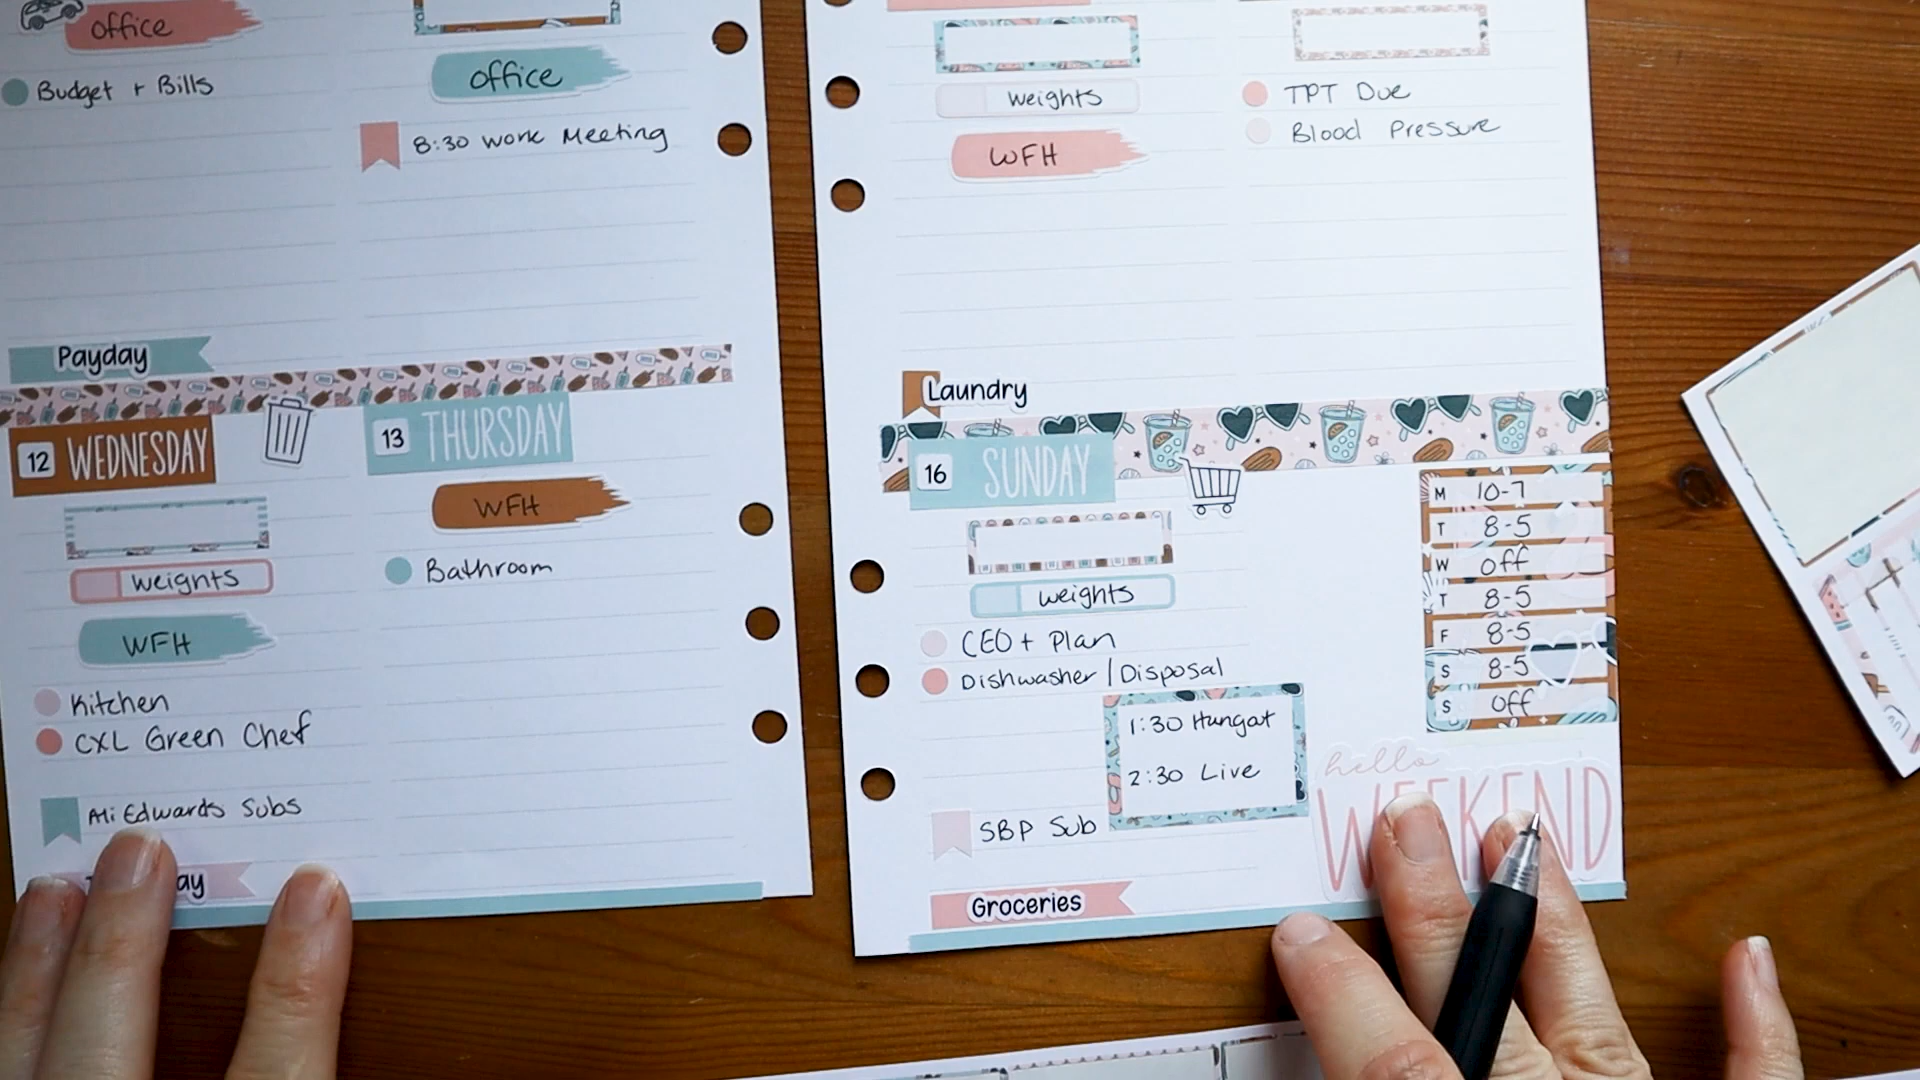 Office
Budget + Bills
Office
8:30 Work Meeting
Payday
12 WEDNESDAY
weights
WFH
Kitchen
CXL Green Chef
Ali Edwards Subs
13 THURSDAY
WFH
Bathroom
weights
WFH
TPT Due
Blood Pressure
Laundry
16 SUNDAY
weights
CEO + Plan
Dishwasher / Disposal
1:30 Hangout
2:30 Live
SBP Sub
Groceries
M 10-7
T 8-5
W Off
T 8-5
F 8-5
S 8-5
S Off
hello
WEEKEND